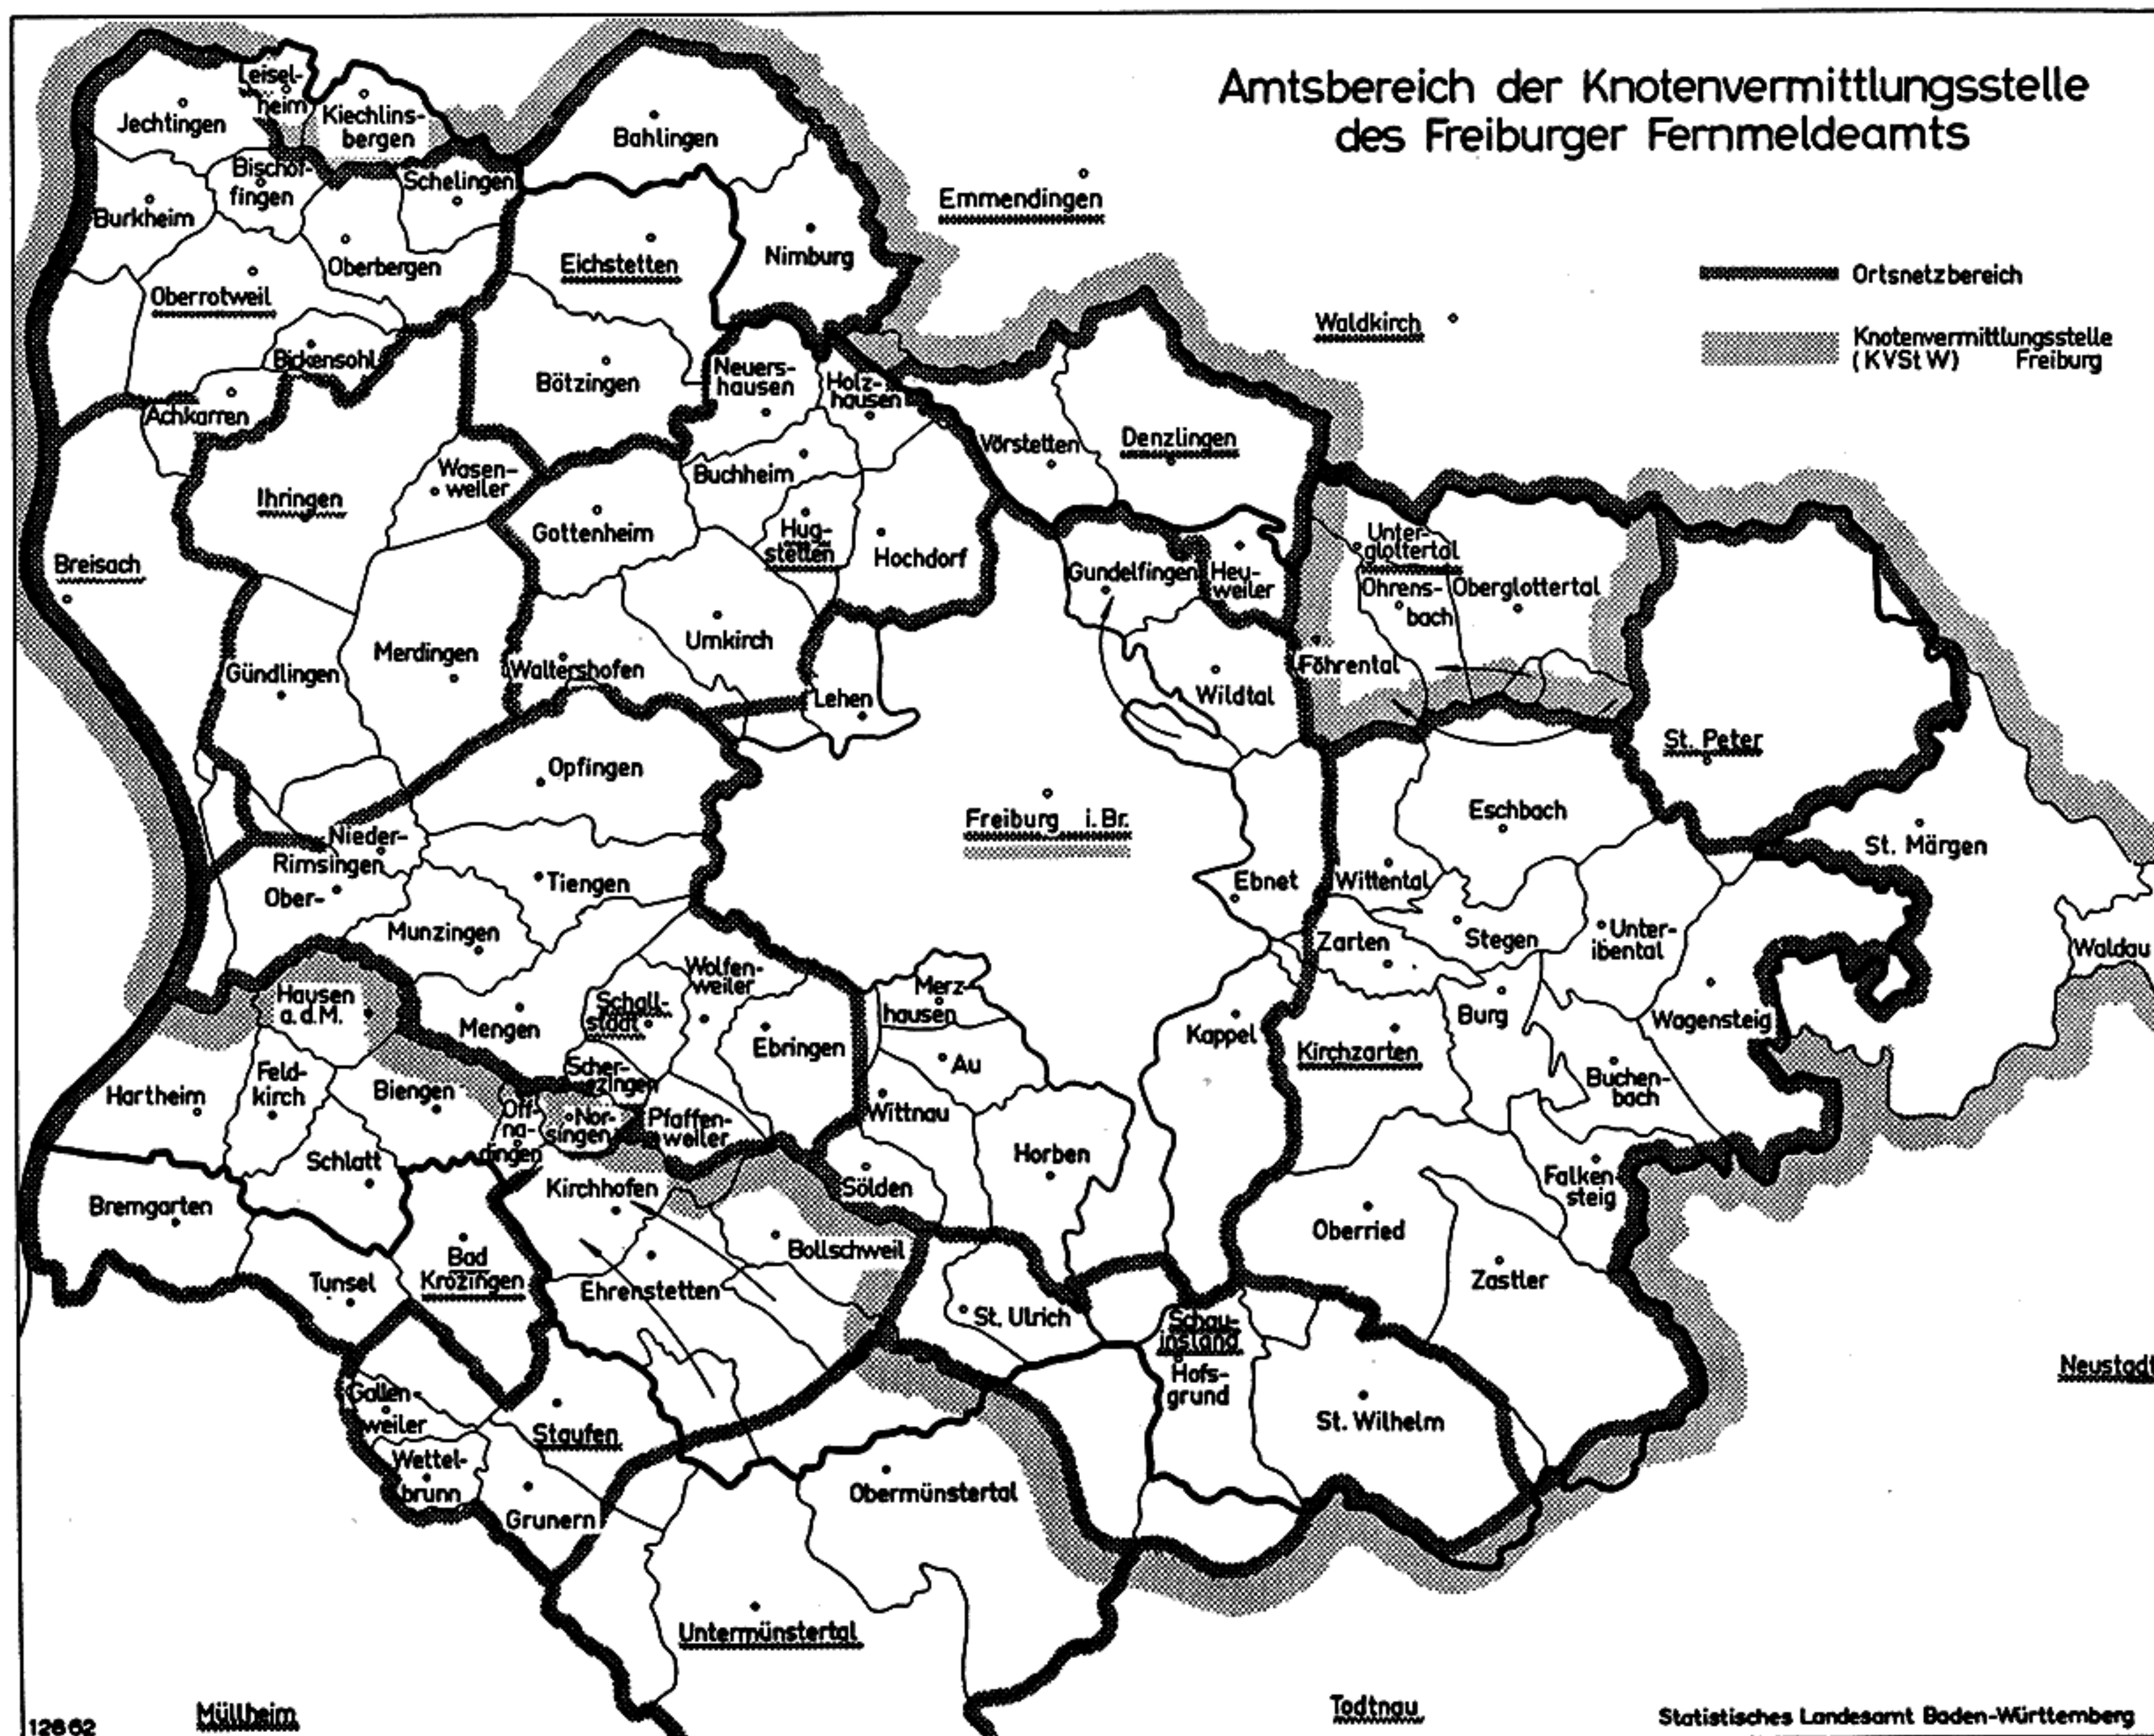 Amtsbereich der Knotenvermittlungsstelle
des Freiburger Fernmeldeamts
Ortsnetzbereich
Knotenvermittlungsstelle
(KVSt W) Freiburg
Leisel-
heim
Jechtingen
Kiechlins-
bergen
Bahlingen
Bischof-
fingen
Schelingen
Burkheim
Emmendingen
Oberbergen
Eichstetten
Nimburg
Oberrotweil
Waldkirch
Bickensohl
Bötzingen
Neuers-
hausen
Holz-
hausen
Achkarren
Vörstetten
Denzlingen
Wasen-
weiler
Buchheim
Ihringen
Gottenheim
Hug-
stetten
Hochdorf
Breisach
Gundelfingen
Heu-
weiler
Unter-
glottertal
Ohrens-
bach
Oberglottertal
Umkirch
Merdingen
Gündlingen
Waltershofen
Föhrental
Wildtal
Lehen
St. Peter
Opfingen
Eschbach
Freiburg i.Br.
Nieder-
Rimsingen
Ober-
St. Märgen
Tiengen
Ebnet
Wittental
Munzingen
Zarten
Stegen
Unter-
ibental
Waldau
Wolfen-
weiler
Merz-
hausen
Hausen
a.d.M.
Schall-
stadt
Mengen
Ebringen
Kappel
Burg
Wagensteig
Kirchzarten
Au
Scher-
zingen
Feld-
kirch
Hartheim
Biengen
Buchen-
bach
Off-
na-
dingen
Nor-
singen
Pfaffen-
weiler
Wittnau
Horben
Schlatt
Kirchhofen
Sölden
Falken-
steig
Bremgarten
Oberried
Bollschweil
Bad
Krozingen
Tunsel
Ehrenstetten
Zastler
St. Ulrich
Schau-
insland
Hofs-
grund
Neustadt
Gallen-
weiler
Staufen
St. Wilhelm
Wettel-
brunn
Grunern
Obermünstertal
Untermünstertal
Müllheim
Todtnau
12862
Statistisches Landesamt Baden-Württemberg